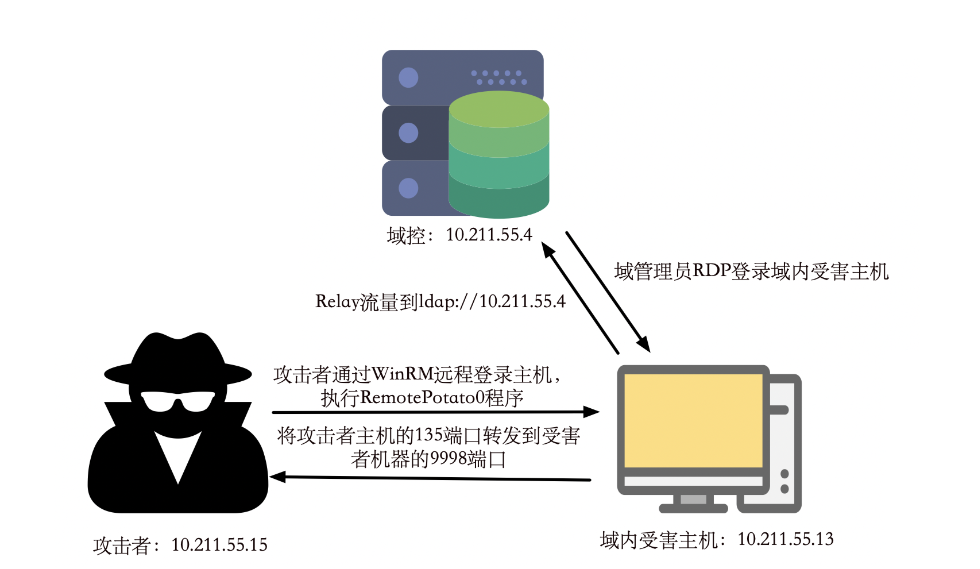 域控：10.211.55.4
域管理员RDP登录域内受害主机
Relay流量到ldap://10.211.55.4
攻击者通过WinRM远程登录主机，
执行RemotePotato0程序
将攻击者主机的135端口转发到受害
者机器的9998端口
攻击者：10.211.55.15
域内受害主机：10.211.55.13